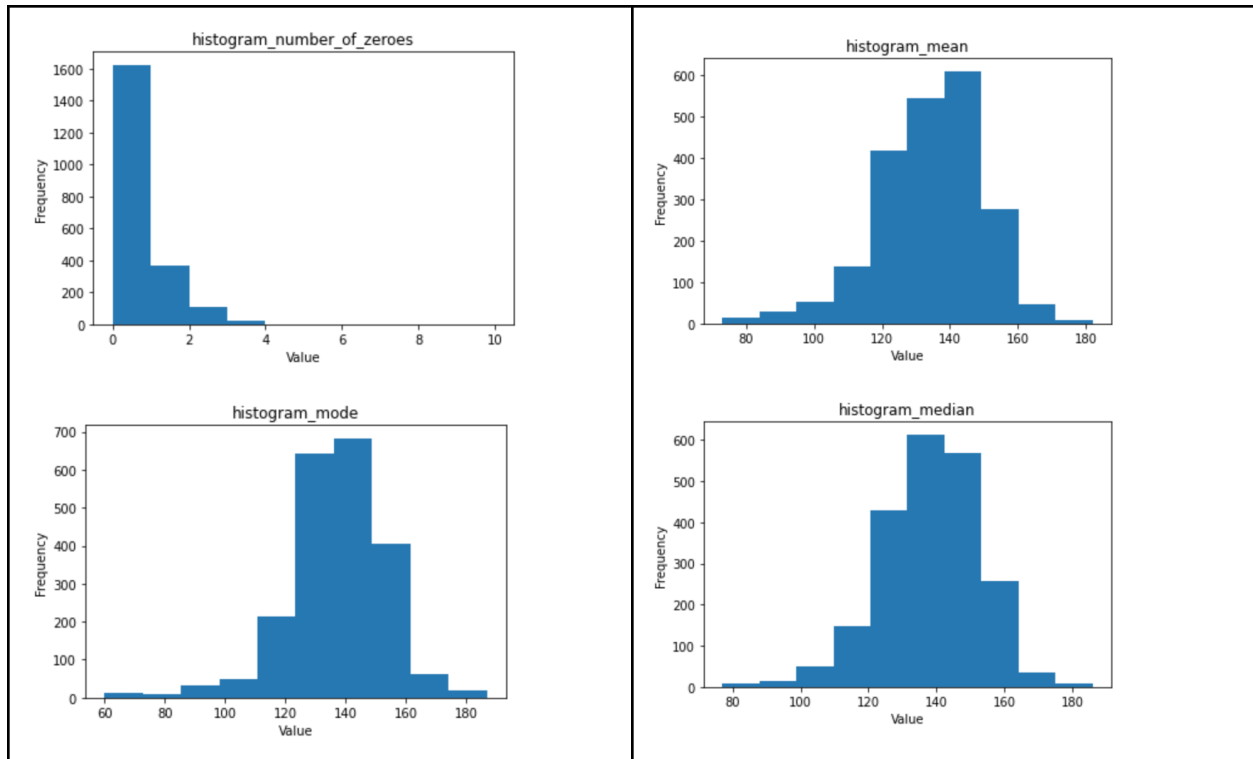 histogram_number_of_zeroes
Frequency
1600
1400
1200
1000
800
600
400
200
0
0 2 4 6 8 10
Value
histogram_mean
Frequency
600
500
400
300
200
100
0
80 100 120 140 160 180
Value
histogram_mode
Frequency
700
600
500
400
300
200
100
0
60 80 100 120 140 160 180
Value
histogram_median
Frequency
600
500
400
300
200
100
0
80 100 120 140 160 180
Value